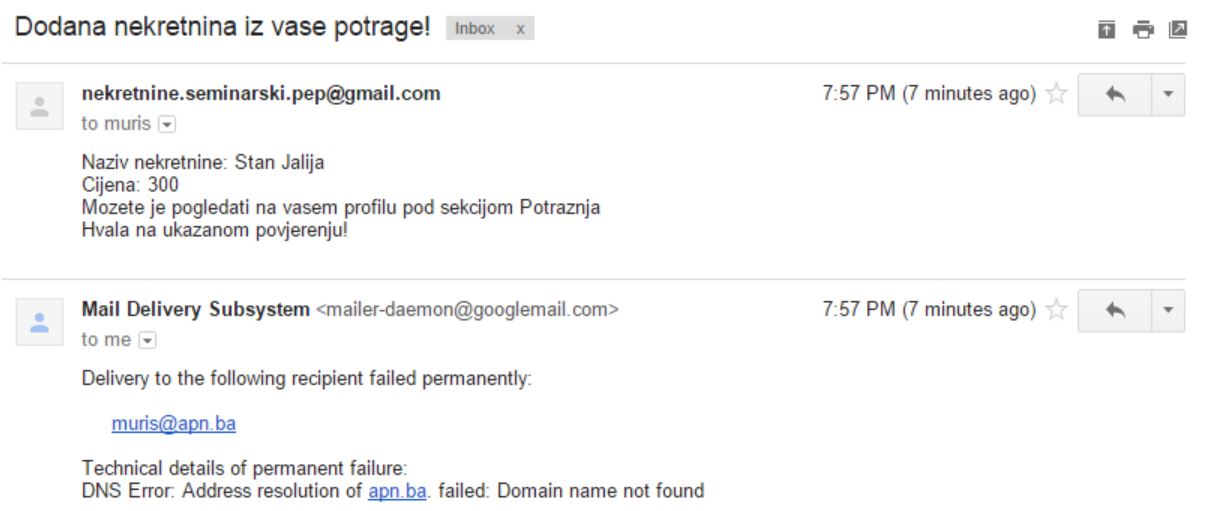 Dodana nekretnina iz vase potrage! Inbox x
nekretnine.seminarski.pep@gmail.com 7:57 PM (7 minutes ago)
to muris
Naziv nekretnine: Stan Jalija
Cijena: 300
Mozete je pogledati na vasem profilu pod sekcijom Potraznja
Hvala na ukazanom povjerenju!
Mail Delivery Subsystem <mailer-daemon@googlemail.com> 7:57 PM (7 minutes ago)
to me
Delivery to the following recipient failed permanently:
muris@apn.ba
Technical details of permanent failure:
DNS Error: Address resolution of apn.ba. failed: Domain name not found